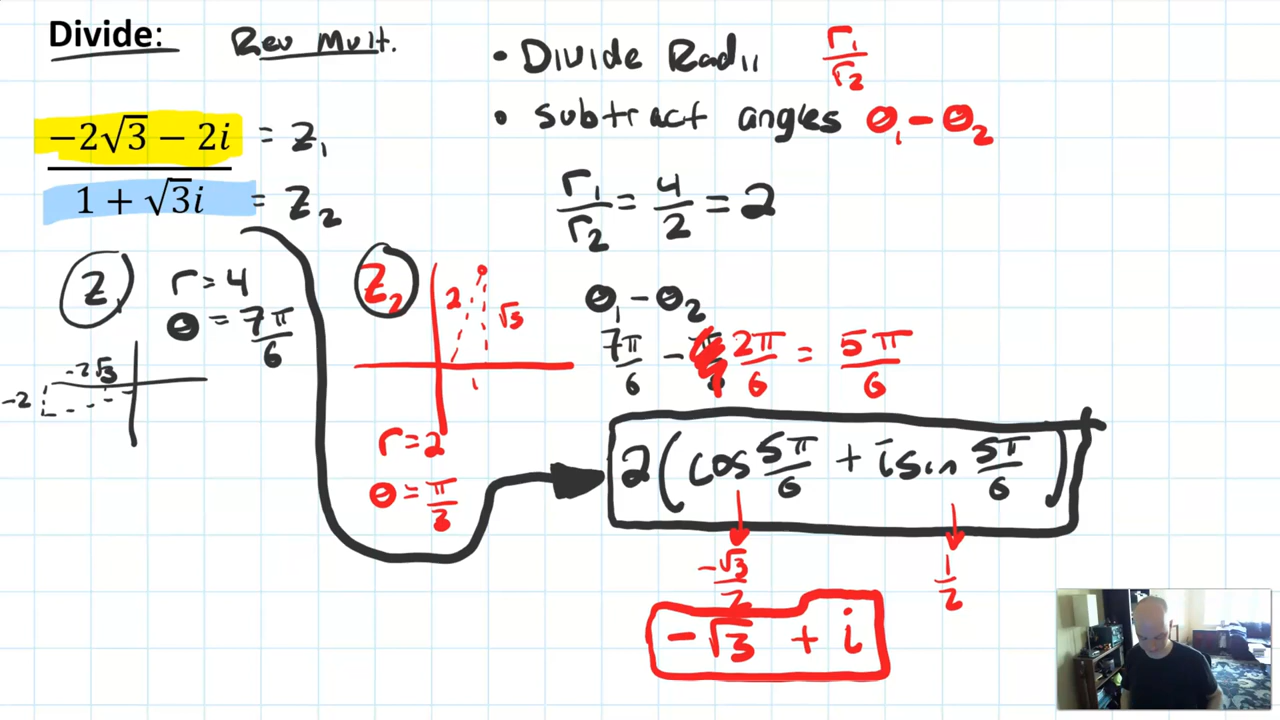 Divide: Rev Mult.
• Divide Radii r₁/r₂
• Subtract angles θ₁ − θ₂
−2√3 − 2i = Z₁
1 + √3i = Z₂
r₁/r₂ = 4/2 = 2
Z₁ r = 4
θ = 7π/6
−2√3
−2
Z₂ 2 √3
1
r = 2
θ = π/3
θ₁ − θ₂
7π/6 − 2π/6 = 5π/6
2(cos 5π/6 + i sin 5π/6)
−√3/2 1/2
−√3 + i